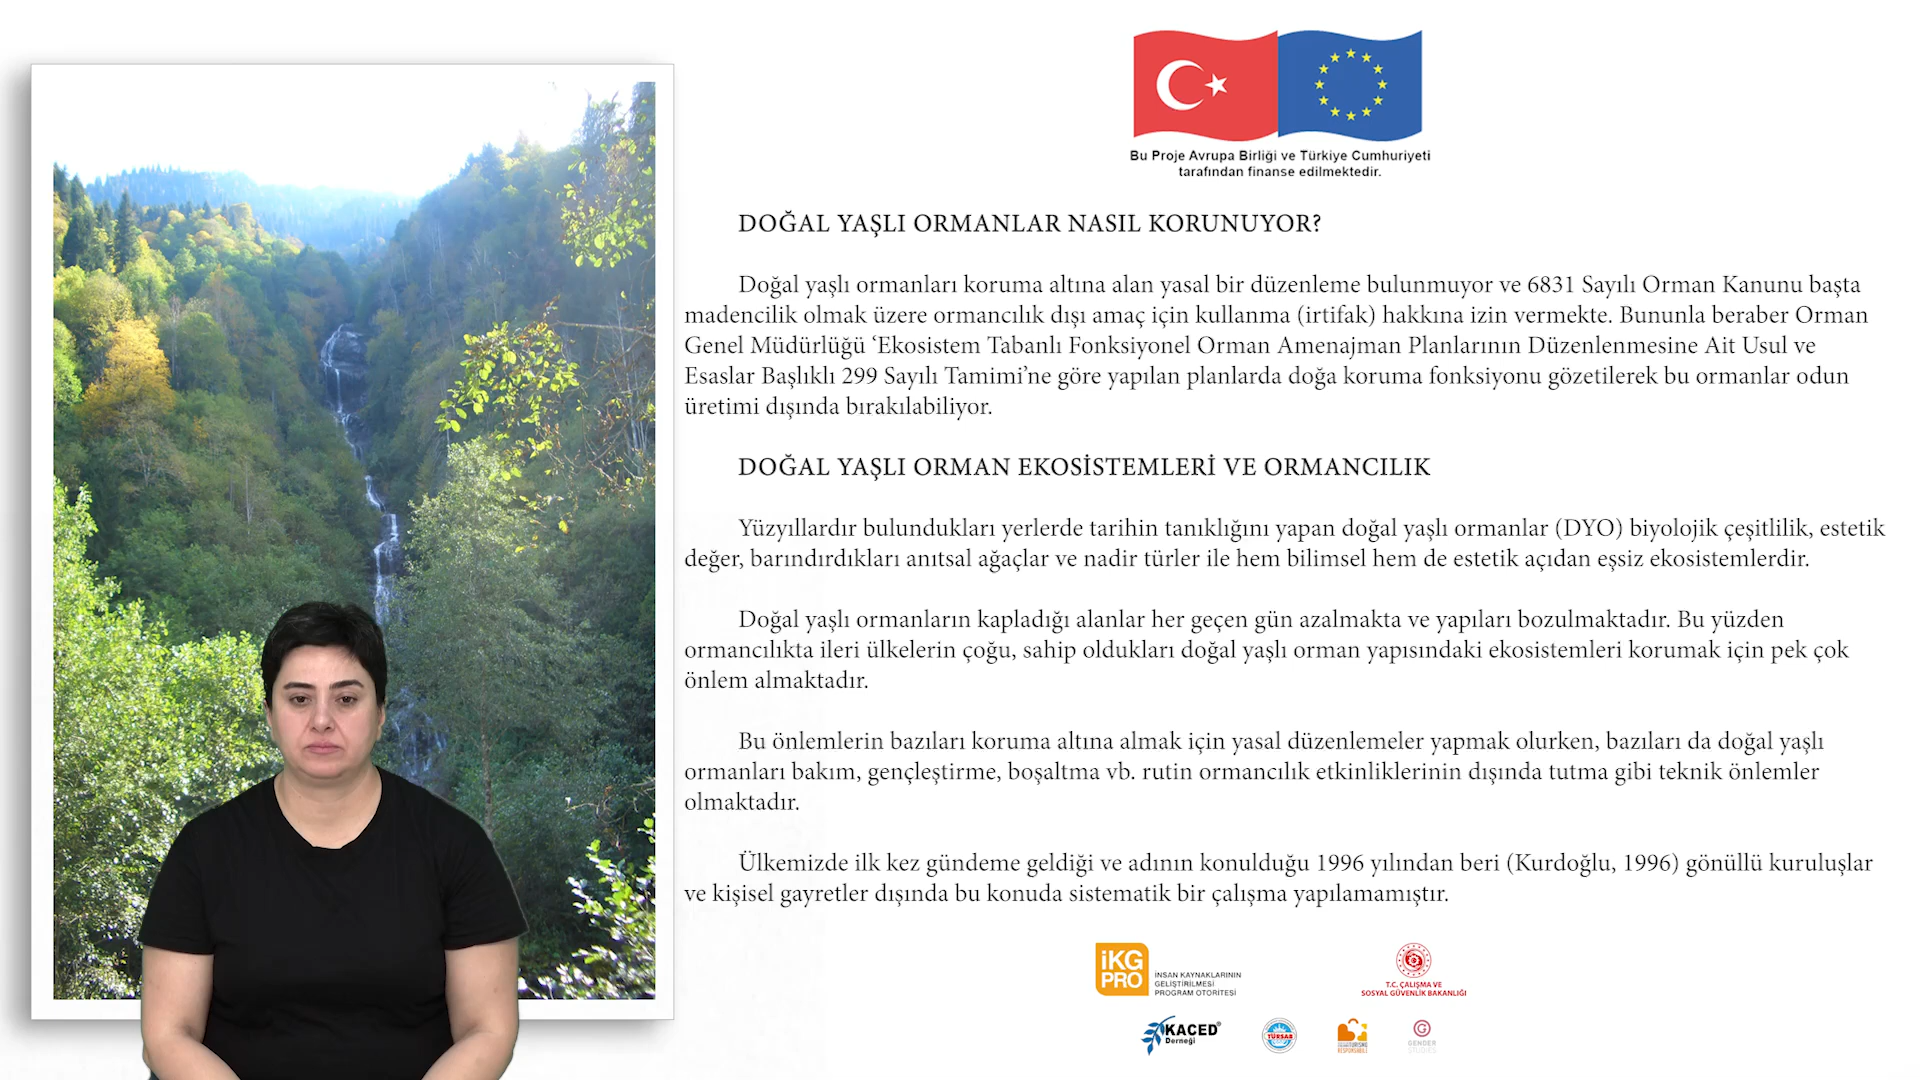 Bu Proje Avrupa Birliği ve Türkiye Cumhuriyeti
tarafından finanse edilmektedir.
DOĞAL YAŞLI ORMANLAR NASIL KORUNUYOR?
Doğal yaşlı ormanları koruma altına alan yasal bir düzenleme bulunmuyor ve 6831 Sayılı Orman Kanunu başta
madencilik olmak üzere ormancılık dışı amaç için kullanma (irtifak) hakkına izin vermekte. Bununla beraber Orman
Genel Müdürlüğü ‘Ekosistem Tabanlı Fonksiyonel Orman Amenajman Planlarının Düzenlenmesine Ait Usul ve
Esaslar Başlıklı 299 Sayılı Tamimi’ne göre yapılan planlarda doğa koruma fonksiyonu gözetilerek bu ormanlar odun
üretimi dışında bırakılabiliyor.
DOĞAL YAŞLI ORMAN EKOSİSTEMLERİ VE ORMANCILIK
Yüzyıllardır bulundukları yerlerde tarihin tanıklığını yapan doğal yaşlı ormanlar (DYO) biyolojik çeşitlilik, estetik
değer, barındırdıkları anıtsal ağaçlar ve nadir türler ile hem bilimsel hem de estetik açıdan eşsiz ekosistemlerdir.
Doğal yaşlı ormanların kapladığı alanlar her geçen gün azalmakta ve yapıları bozulmaktadır. Bu yüzden
ormancılıkta ileri ülkelerin çoğu, sahip oldukları doğal yaşlı orman yapısındaki ekosistemleri korumak için pek çok
önlem almaktadır.
Bu önlemlerin bazıları koruma altına almak için yasal düzenlemeler yapmak olurken, bazıları da doğal yaşlı
ormanları bakım, gençleştirme, boşaltma vb. rutin ormancılık etkinliklerinin dışında tutma gibi teknik önlemler
olmaktadır.
Ülkemizde ilk kez gündeme geldiği ve adının konulduğu 1996 yılından beri (Kurdoğlu, 1996) gönüllü kuruluşlar
ve kişisel gayretler dışında bu konuda sistematik bir çalışma yapılamamıştır.
iKG
PRO
İNSAN KAYNAKLARININ
GELİŞTİRİLMESİ
PROGRAM OTORİTESİ
T.C. ÇALIŞMA VE
SOSYAL GÜVENLİK BAKANLIĞI
KACED®
Derneği
TÜRSAB
RESPONSABILE
G
GENDER
STUDIES